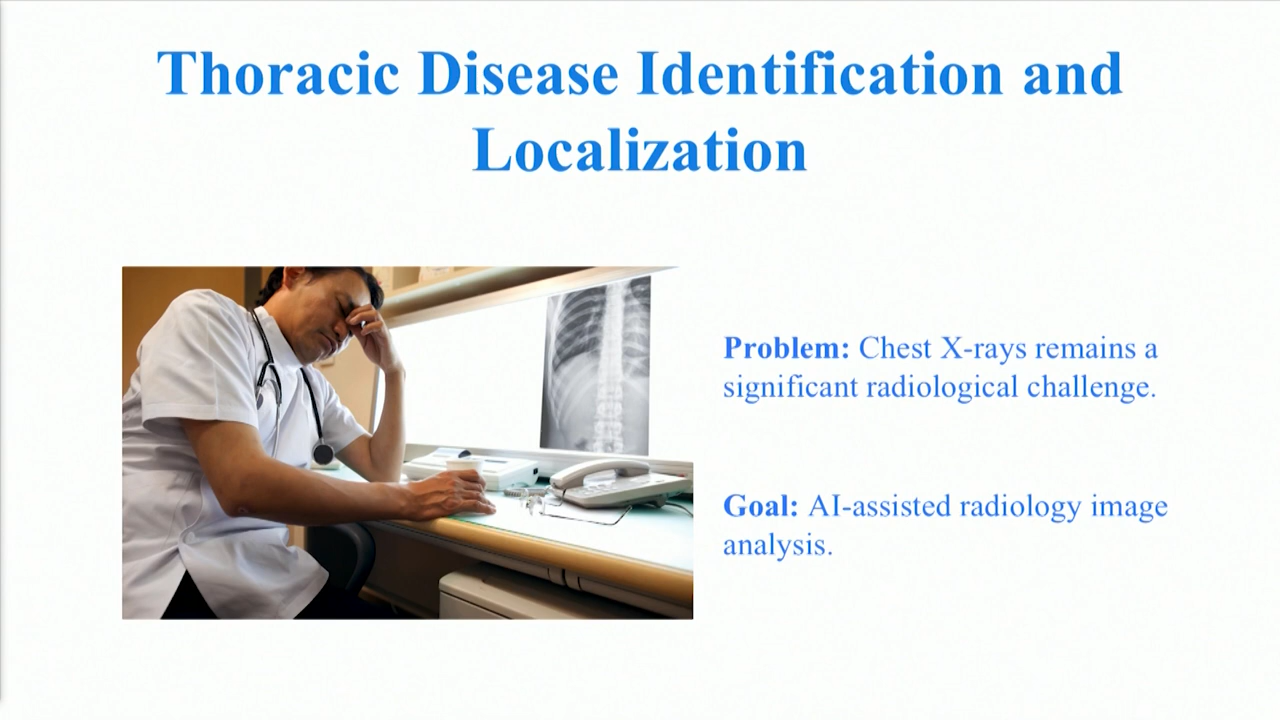 Thoracic Disease Identification and
Localization
Problem: Chest X-rays remains a
significant radiological challenge.
Goal: AI-assisted radiology image
analysis.